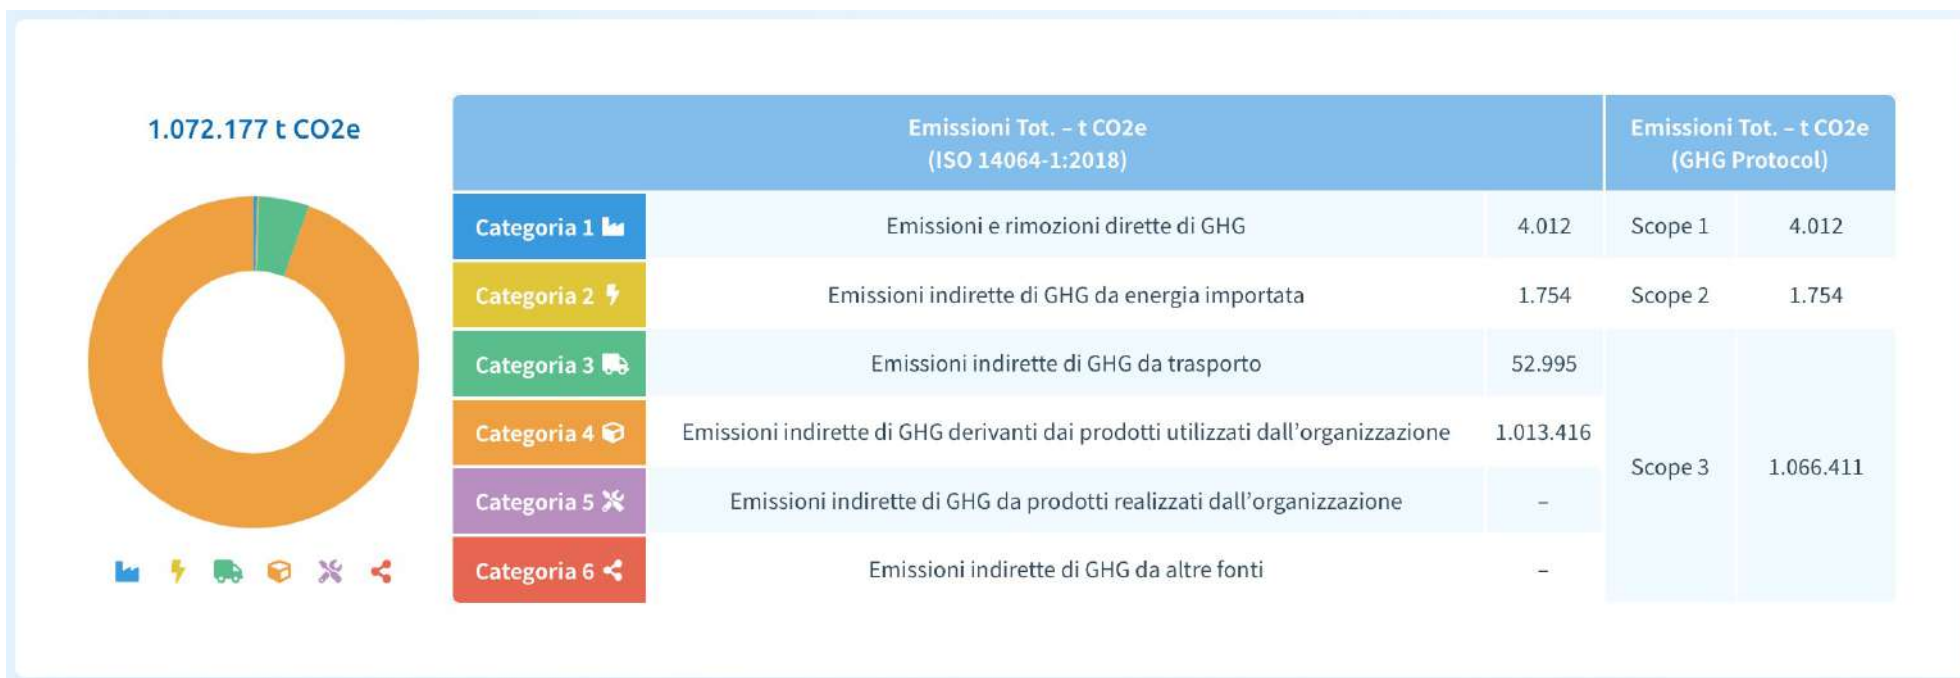 1.072.177 t CO2e
Emissioni Tot. – t CO2e
(ISO 14064-1:2018)
Emissioni Tot. – t CO2e
(GHG Protocol)
Categoria 1 Emissioni e rimozioni dirette di GHG 4.012 Scope 1 4.012
Categoria 2 Emissioni indirette di GHG da energia importata 1.754 Scope 2 1.754
Categoria 3 Emissioni indirette di GHG da trasporto 52.995
Categoria 4 Emissioni indirette di GHG derivanti dai prodotti utilizzati dall’organizzazione 1.013.416
Scope 3 1.066.411
Categoria 5 Emissioni indirette di GHG da prodotti realizzati dall’organizzazione –
Categoria 6 Emissioni indirette di GHG da altre fonti –